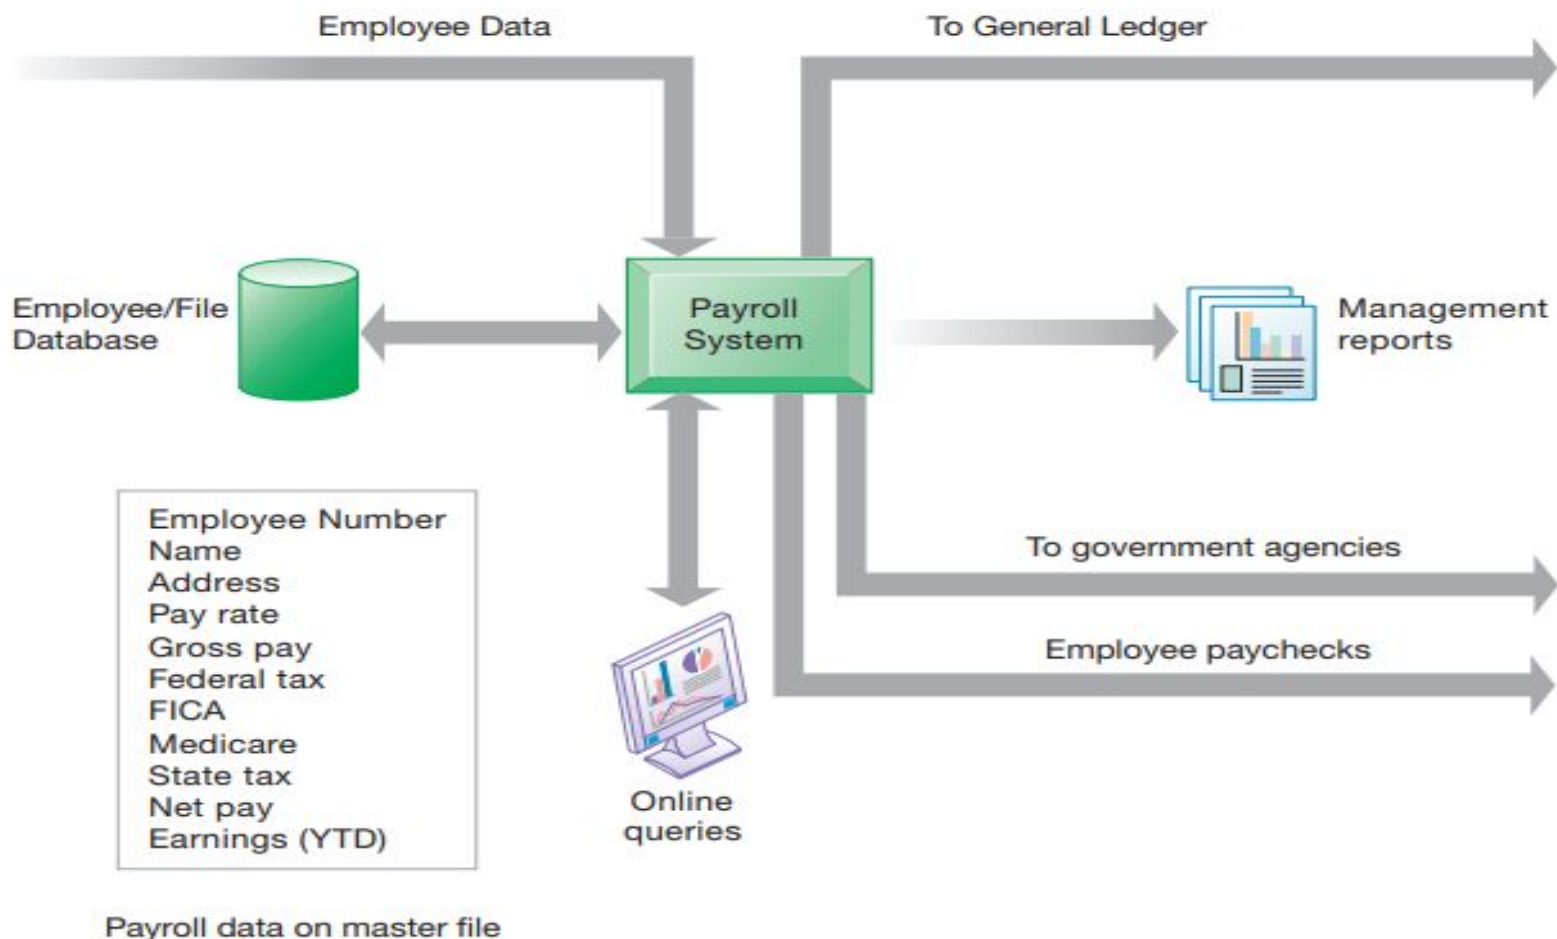 Employee Data
To General Ledger
Employee/File
Database
Payroll
System
Management
reports
Employee Number
Name
Address
Pay rate
Gross pay
Federal tax
FICA
Medicare
State tax
Net pay
Earnings (YTD)
To government agencies
Employee paychecks
Online
queries
Payroll data on master file